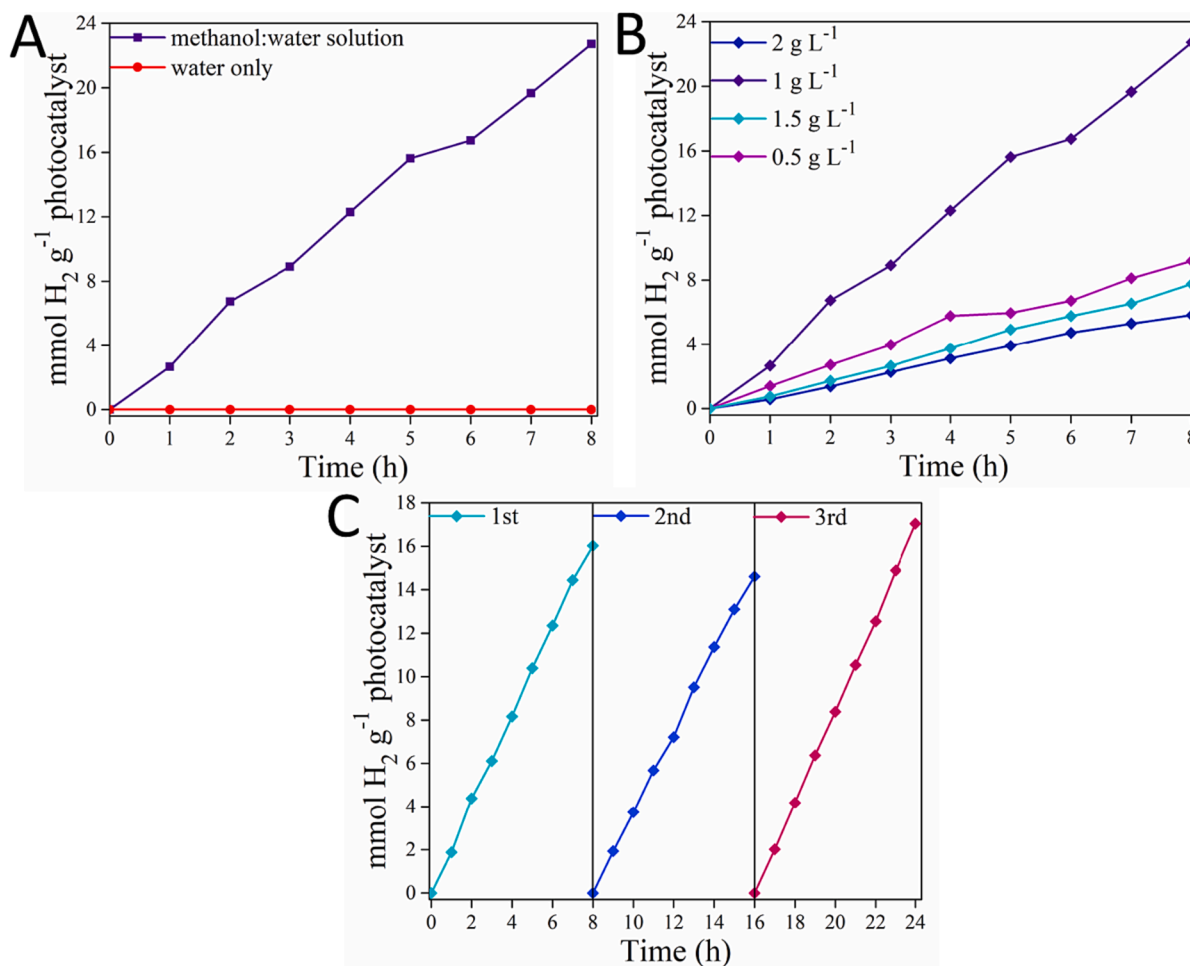 A
mmol H₂ g⁻¹ photocatalyst
24
20
16
12
8
4
0
methanol:water solution
water only
0 1 2 3 4 5 6 7 8
Time (h)
B
mmol H₂ g⁻¹ photocatalyst
24
20
16
12
8
4
0
2 g L⁻¹
1 g L⁻¹
1.5 g L⁻¹
0.5 g L⁻¹
0 1 2 3 4 5 6 7 8
Time (h)
C
mmol H₂ g⁻¹ photocatalyst
18
16
14
12
10
8
6
4
2
0
1st 2nd 3rd
0 2 4 6 8 10 12 14 16 18 20 22 24
Time (h)